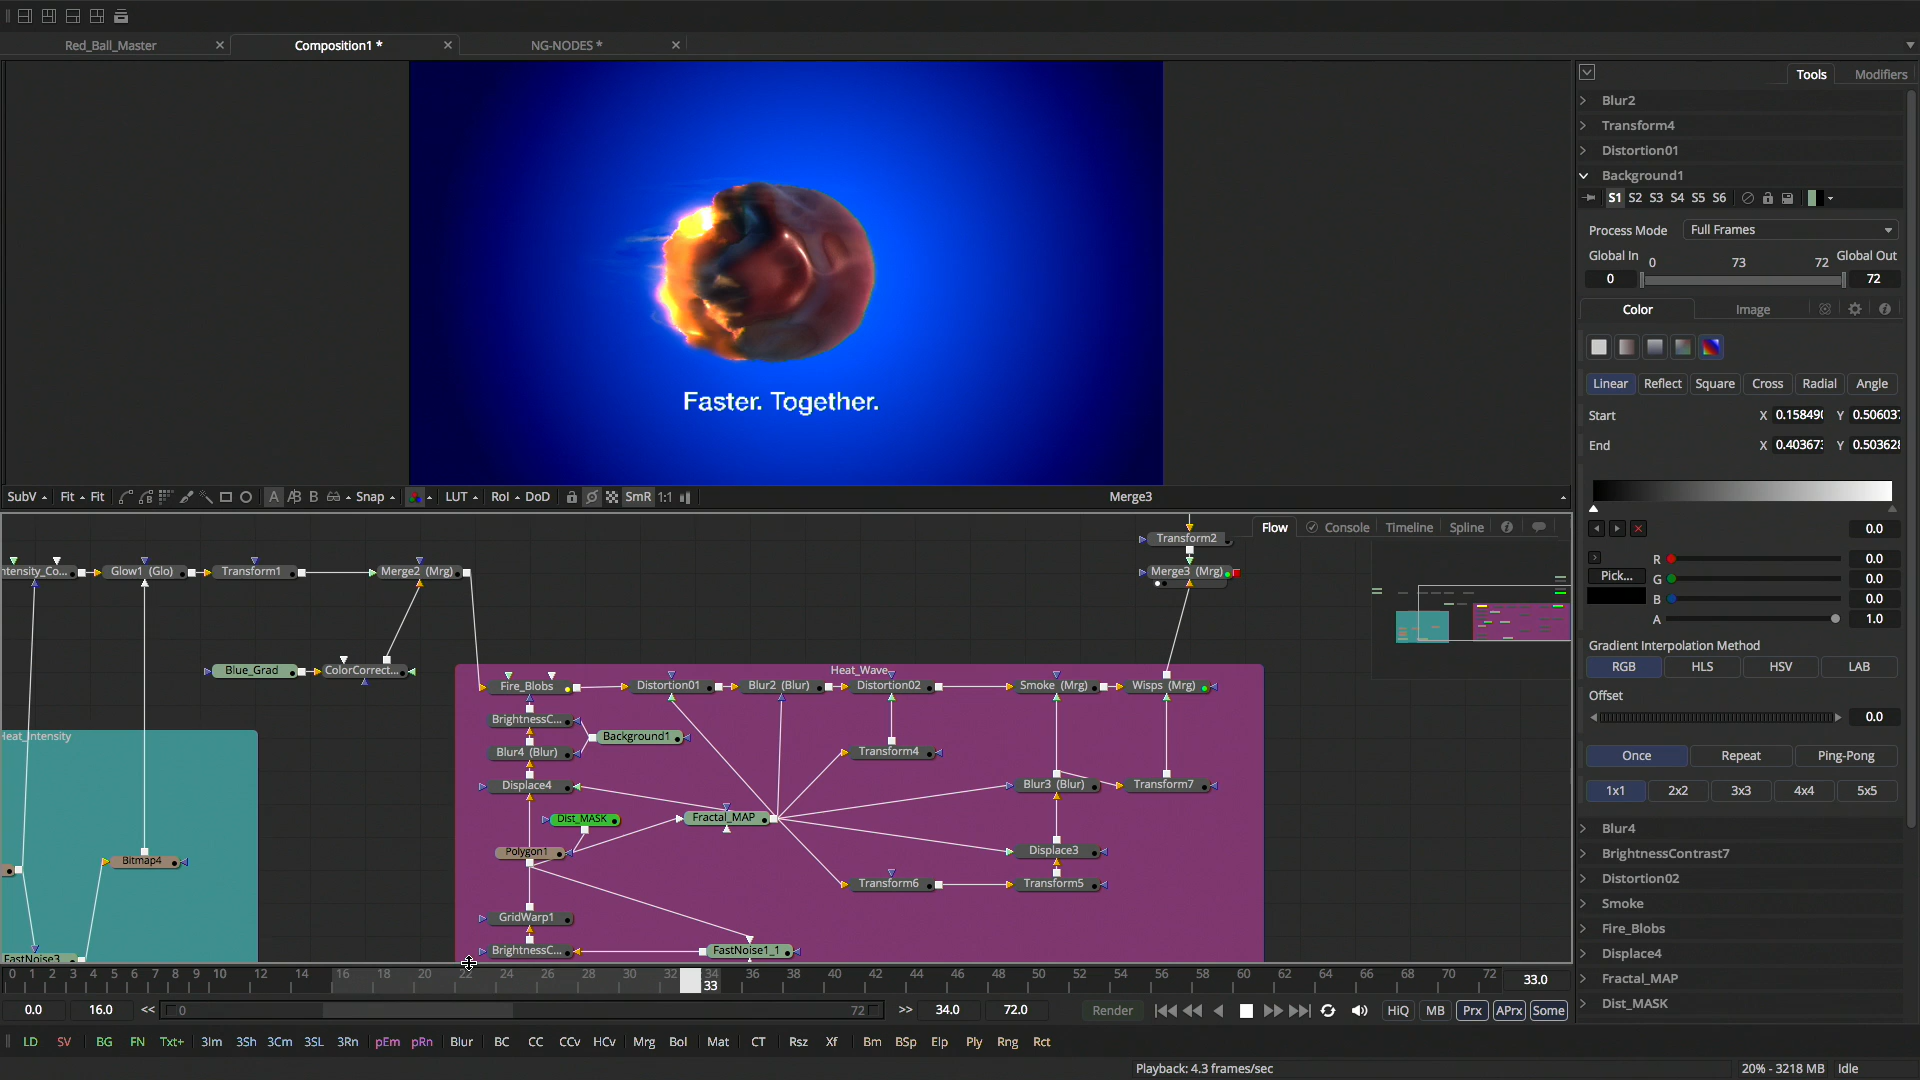 Red_Ball_Master
Composition1 *
NG-NODES *
Faster. Together.
SubV Fit Fit A A|B B Snap LUT RoI DoD SmR 1:1 Merge3
Flow Console Timeline Spline
Transform2
Merge3 (Mrg)
ntensity_Co... Glow1 (Glo) Transform1 Merge2 (Mrg)
Blue_Grad ColorCorrect...
Heat_Wave
Fire_Blobs Distortion01 Blur2 (Blur) Distortion02 Smoke (Mrg) Wisps (Mrg)
BrightnessC...
Background1
Blur4 (Blur) Transform4
Heat_Intensity
Displace4 Blur3 (Blur) Transform7
Dist_MASK Fractal_MAP
Polygon1 Displace3
Bitmap4
Transform6 Transform5
GridWarp1
BrightnessC... FastNoise1_1
FastNoise3
0 1 2 3 4 5 6 7 8 9 10 12 14 16 18 20 22 24 26 28 30 32 34 36 38 40 42 44 46 48 50 52 54 56 58 60 62 64 66 68 70 72
33 33.0
0.0 16.0 << 0 72 >> 34.0 72.0 Render HiQ MB Prx APrx Some
LD SV BG FN Txt+ 3Im 3Sh 3Cm 3SL 3Rn pEm pRn Blur BC CC CCv HCv Mrg Bol Mat CT Rsz Xf Bm BSp Elp Ply Rng Rct
Playback: 4.3 frames/sec 20% - 3218 MB Idle
Tools Modifiers
Blur2
Transform4
Distortion01
Background1
S1 S2 S3 S4 S5 S6
Process Mode Full Frames
Global In 0 73 72 Global Out
0 72
Color Image
Linear Reflect Square Cross Radial Angle
Start X 0.15849 Y 0.506037
End X 0.40367 Y 0.503628
0.0
R 0.0
Pick... G 0.0
B 0.0
A 1.0
Gradient Interpolation Method
RGB HLS HSV LAB
Offset
0.0
Once Repeat Ping-Pong
1x1 2x2 3x3 4x4 5x5
Blur4
BrightnessContrast7
Distortion02
Smoke
Fire_Blobs
Displace4
Fractal_MAP
Dist_MASK